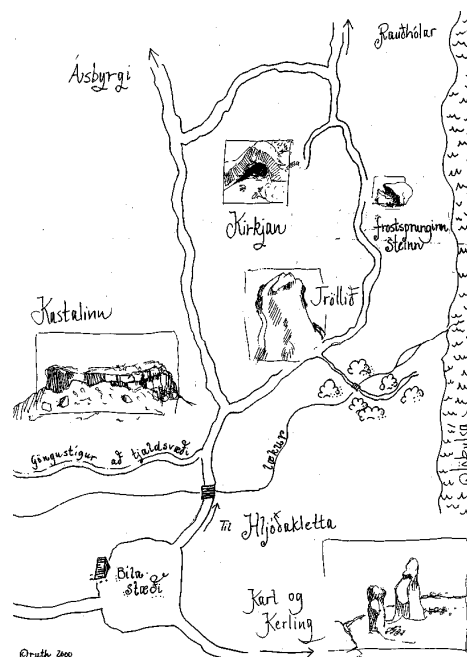 Rauðhólar
Ásbyrgi
Kirkjan
Frostsprunginn
Steinn
Tröllið
Kastalinn
Göngustígur að tjaldsvæði
Lækur
Til Hljóðakletta
Bíla
Stæði
Karl og
Kerling
©ruth 2000